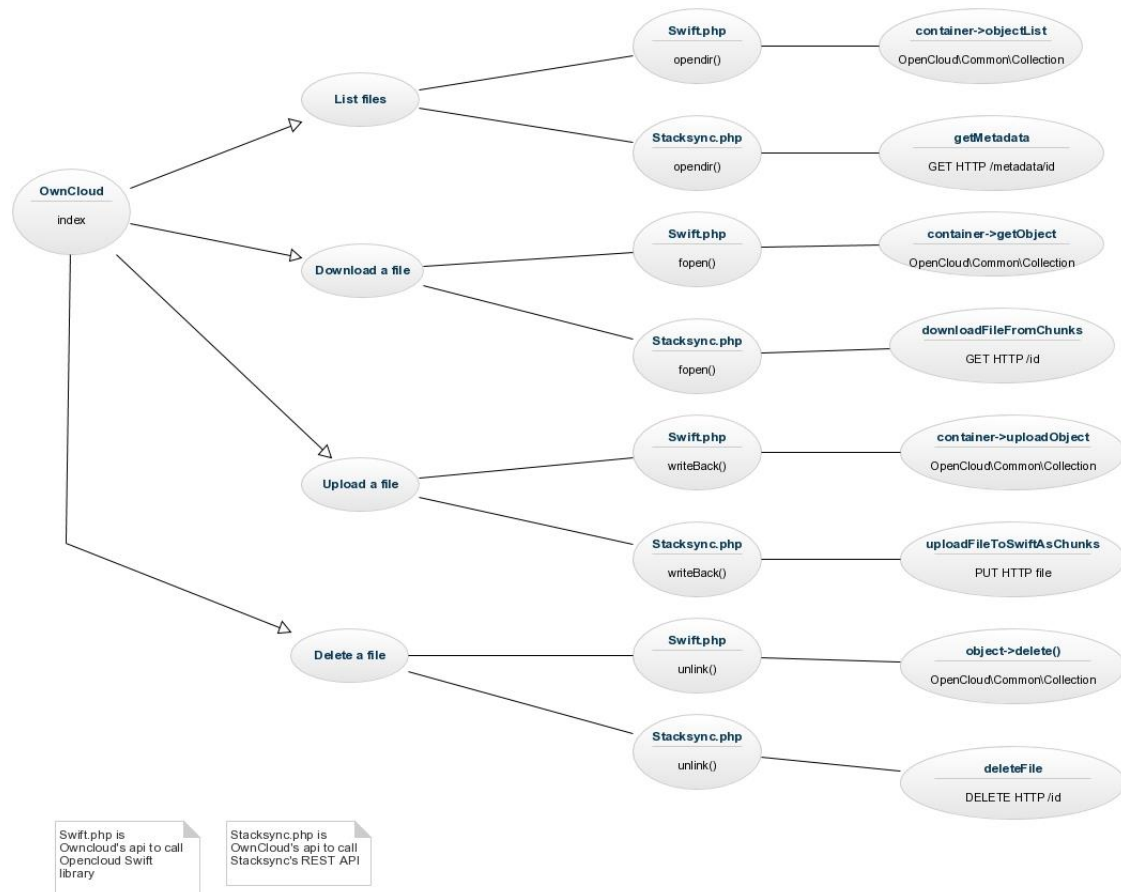 OwnCloud
index
List files
Swift.php
opendir()
container->objectList
OpenCloud\Common\Collection
Stacksync.php
opendir()
getMetadata
GET HTTP /metadata/id
Download a file
Swift.php
fopen()
container->getObject
OpenCloud\Common\Collection
Stacksync.php
fopen()
downloadFileFromChunks
GET HTTP /id
Upload a file
Swift.php
writeBack()
container->uploadObject
OpenCloud\Common\Collection
Stacksync.php
writeBack()
uploadFileToSwiftAsChunks
PUT HTTP file
Delete a file
Swift.php
unlink()
object->delete()
OpenCloud\Common\Collection
Stacksync.php
unlink()
deleteFile
DELETE HTTP /id
Swift.php is
Owncloud's api to call
Opencloud Swift
library
Stacksync.php is
OwnCloud's api to call
Stacksync's REST API